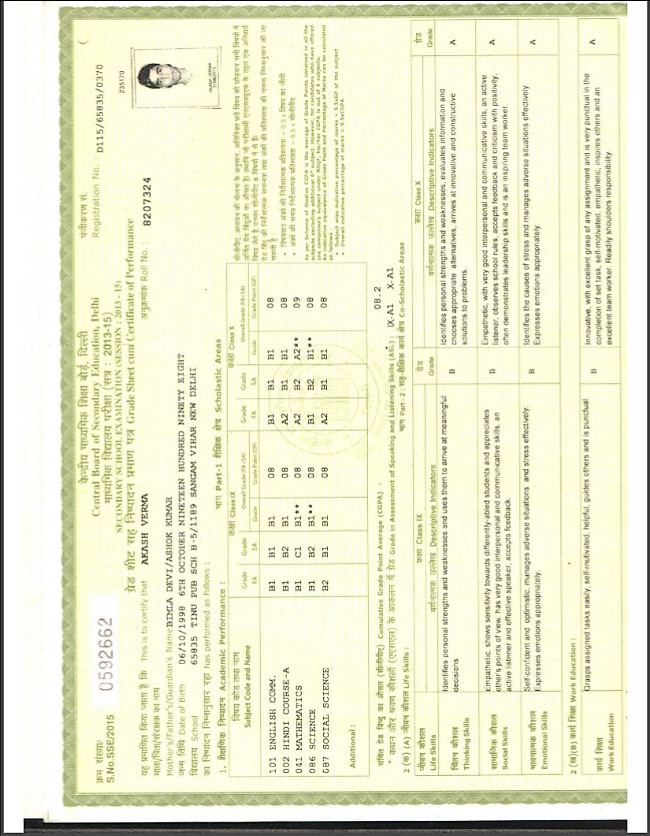 क्रम संख्या/
S.No.SSE/2015 0592662
केन्द्रीय माध्यमिक शिक्षा बोर्ड, दिल्ली
Central Board of Secondary Education, Delhi
पंजीकरण सं.
Registration No. D115/65835/0370
माध्यमिक विद्यालय परीक्षा (सत्र : 2013-15)
235170
SECONDARY SCHOOL EXAMINATION (SESSION : 2013 - 15)
ग्रेड शीट सह निष्पादन प्रमाण पत्र Grade Sheet cum Certificate of Performance
यह प्रमाणित किया जाता है कि This is to certify that AKASH VERMA
अनुक्रमांक Roll No. : 8207324
माता/पिता/संरक्षक का नाम
Mother's/Father's/Guardian's Name BIMLA DEVI/ASHOK KUMAR
जन्म तिथि Date of Birth 06/10/1998 6TH OCTOBER NINETEEN HUNDRED NINETY EIGHT
विद्यालय School 65835 TINU PUB SCH B-5/1189 SANGAM VIHAR NEW DELHI
का निष्पादन निम्नानुसार रहा has performed as follows :
1. शैक्षणिक निष्पादन Academic Performance : भाग Part-1 शैक्षिक क्षेत्र Scholastic Areas
विषय कोड तथा नाम
Subject Code and Name
कक्षा Class IX
कक्षा Class X
Grade FA Grade SA Overall Grade (FA+SA) Grade Grade Point (GP)
Grade FA Grade SA Overall Grade (FA+SA) Grade Grade Point (GP)
101 ENGLISH COMM. B1 B1 B1 08 B1 B1 B1 08
002 HINDI COURSE-A B1 B2 B1 08 A2 B1 B1 08
041 MATHEMATICS B1 C1 B1** 08 A2 B2 A2** 09
086 SCIENCE B1 B2 B1** 08 B1 B2 B1** 08
087 SOCIAL SCIENCE B2 B1 B1 08 A2 B1 B1 08
Additional :
As per Scheme of Studies CGPA is the average of Grade Points obtained in all the
subjects excluding additional 6th subject. However, for candidates who have offered
An indicative equivalence of Grade Point and Percentage of Marks can be calculated
as follows :
• Subject wise indicative percentage of marks = 9.5xGP of the subject
• Overall indicative percentage of marks = 9.5xCGPA
संचित ग्रेड बिन्दु का औसत (सीजीपीए) Cumulative Grade Point Average (CGPA) : 08.2
* कथन और श्रवण कौशलों (एएसएल) के आकलन में ग्रेड Grade in Assessment of Speaking and Listening Skills (ASL) : IX-A1 X-A1
भाग Part-2 : सह-शैक्षिक क्षेत्र Co-Scholastic Areas
2 (क) (A) जीवन कौशल Life Skills :
जीवन कौशल
Life Skills
कक्षा Class IX
वर्णनात्मक उल्लेख Descriptive Indicators
ग्रेड
Grade
कक्षा Class X
वर्णनात्मक उल्लेख Descriptive Indicators
ग्रेड
Grade
चिंतन कौशल
Thinking Skills
Identifies personal strengths and weaknesses and uses them to arrive at meaningful
decisions
B
Identifies personal strengths and weaknesses, evaluates information and
chooses appropriate alternatives, arrives at innovative and constructive
solutions to problems.
A
सामाजिक कौशल
Social Skills
Empathetic, shows sensitivity towards differently-abled students and appreciates
other's points of view, has very good interpersonal and communicative skills, an
active listener and effective speaker, accepts feedback.
B
Empathetic, with very good interpersonal and communicative skills, an active
listener, observes school rules, accepts feedback and criticism with positivity,
often demonstrates leadership skills and is an inspiring team worker
A
भावनात्मक कौशल
Emotional Skills
Self-confident and optimistic, manages adverse situations and stress effectively
Expresses emotions appropriately.
B
Identifies the causes of stress and manages adverse situations effectively
Expresses emotions appropriately.
A
2 (ख)(B) कार्य शिक्षा Work Education :
कार्य शिक्षा
Work Education
Grasps assigned tasks easily, self-motivated, helpful, guides others and is punctual
B
Innovative, with excellent grasp of any assignment and is very punctual in the
completion of set task, self-motivated, empathetic, inspires others and an
excellent team worker. Readily shoulders responsibility
A